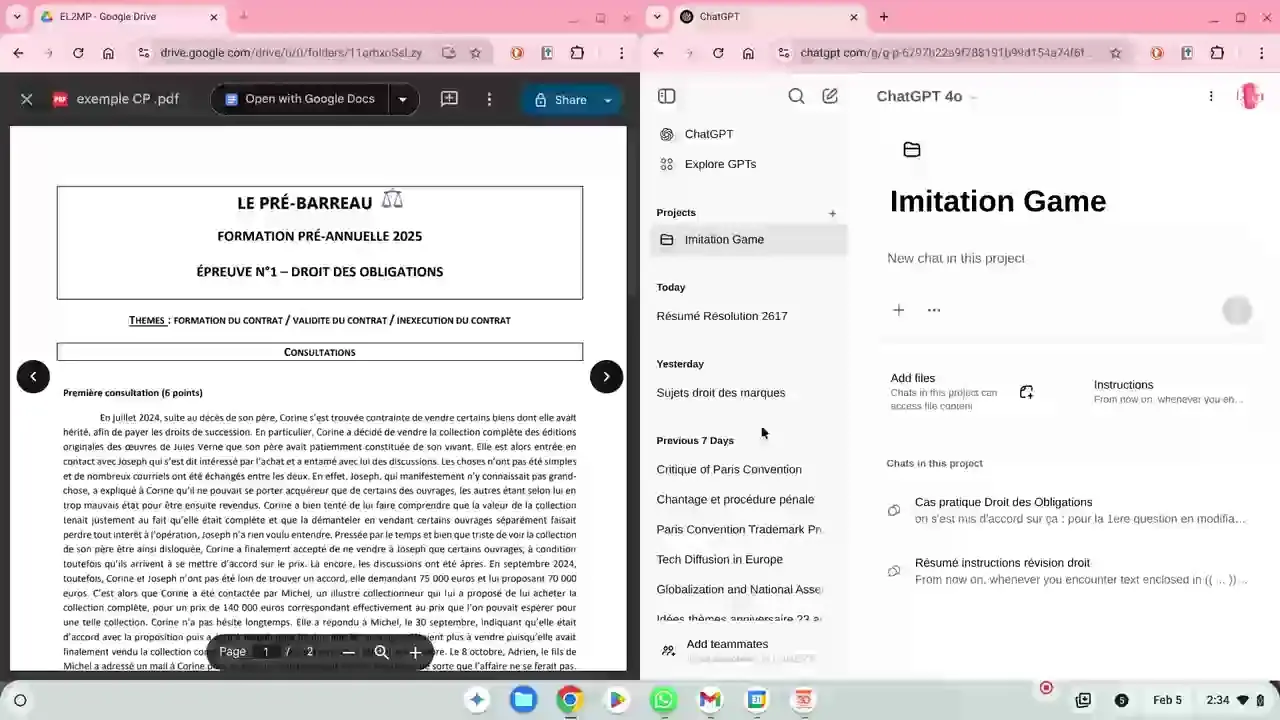 EL2MP - Google Drive
drive.google.com/drive/u/0/folders/
exemple CP .pdf
Open with Google Docs
Share
LE PRÉ-BARREAU
FORMATION PRÉ-ANNUELLE 2025
ÉPREUVE N°1 – DROIT DES OBLIGATIONS
THEMES : FORMATION DU CONTRAT / VALIDITE DU CONTRAT / INEXECUTION DU CONTRAT
CONSULTATIONS
Première consultation (6 points)
En juillet 2024, suite au décès de son père, Corine s'est trouvée contrainte de vendre certains biens dont elle avait
hérité, afin de payer les droits de succession. En particulier, Corine a décidé de vendre la collection complète des éditions
originales des œuvres de Jules Verne que son père avait patiemment constituée de son vivant. Elle est alors entrée en
contact avec Joseph qui s'est dit intéressé par l'achat et a entamé avec lui des discussions. Les choses n'ont pas été simples
et de nombreux courriels ont été échangés entre les deux. En effet, Joseph, qui manifestement n'y connaissait pas grand-
chose, a expliqué à Corine qu'il ne pouvait se porter acquéreur que de certains des ouvrages, les autres étant selon lui en
trop mauvais état pour être ensuite revendus. Corine a bien tenté de lui faire comprendre que la valeur de la collection
tenait justement au fait qu'elle était complète et que la démanteler en vendant certains ouvrages séparément faisait
perdre tout intérêt à l'opération, Joseph n'a rien voulu entendre. Pressée par le temps et bien que triste de voir la collection
de son père être ainsi disloquée, Corine a finalement accepté de ne vendre à Joseph que certains ouvrages, à condition
toutefois qu'ils arrivent à se mettre d'accord sur le prix. Là encore, les discussions ont été âpres. En septembre 2024,
toutefois, Corine et Joseph n'ont pas été loin de trouver un accord, elle demandant 75 000 euros et lui proposant 70 000
euros. C'est alors que Corine a été contactée par Michel, un illustre collectionneur qui lui a proposé de lui acheter la
collection complète, pour un prix de 140 000 euros correspondant effectivement au prix que l'on pouvait espérer pour
une telle collection. Corine n'a pas hésité longtemps. Elle a répondu à Michel, le 30 septembre, indiquant qu'elle était
d'accord avec la proposition puis a plus à vendre puisqu'elle avait
finalement vendu la collection Le 8 octobre, Adrien, le fils de
Michel a adressé un mail à Corine sorte que l'affaire ne se ferait pas.
Page 1 / 2
ChatGPT
chatgpt.com/g/
ChatGPT 4o
ChatGPT
Explore GPTs
Projects
Imitation Game
Today
Résumé Résolution 2617
Yesterday
Sujets droit des marques
Previous 7 Days
Critique of Paris Convention
Chantage et procédure pénale
Paris Convention Trademark Pr
Tech Diffusion in Europe
Globalization and National Asse
Idées thèmes anniversaire 23 a
Add teammates
Imitation Game
New chat in this project
Add files
Chats in this project can
access file content
Instructions
From now on, whenever you en...
Chats in this project
Cas pratique Droit des Obligations
on s'est mis d'accord sur ça : pour la 1ere question en modifia...
Résumé instructions révision droit
From now on, whenever you encounter text enclosed in (( ... )) ...
5
Feb 5
2:34